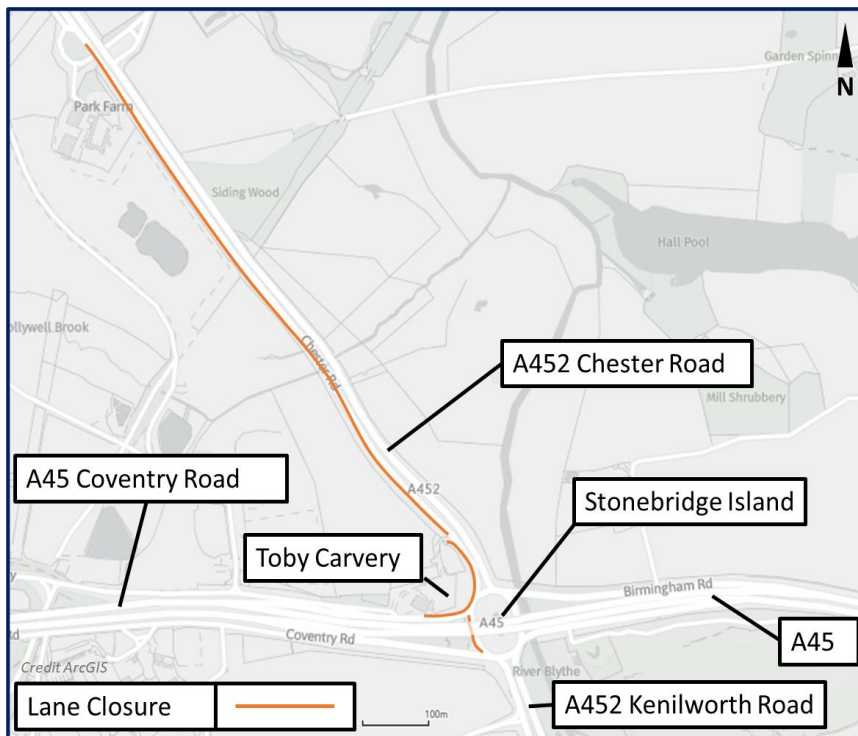 Garden Spinn
N
Park Farm
Siding Wood
Hall Pool
ollywell Brook
Chester Rd
A452 Chester Road
Mill Shrubbery
A45 Coventry Road
A452
Stonebridge Island
Toby Carvery
Birmingham Rd
A45
Coventry Rd
A45
Rd
River Blythe
Credit ArcGIS
Lane Closure
100m
A452 Kenilworth Road